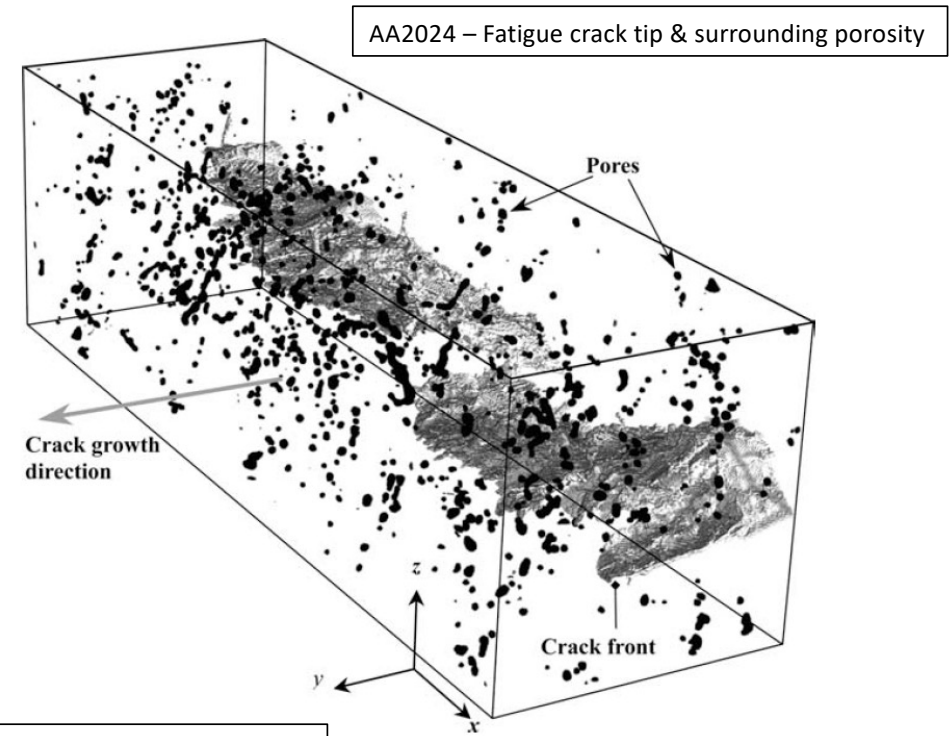 AA2024 – Fatigue crack tip & surrounding porosity
Pores
Crack growth
direction
z
Crack front
y
x